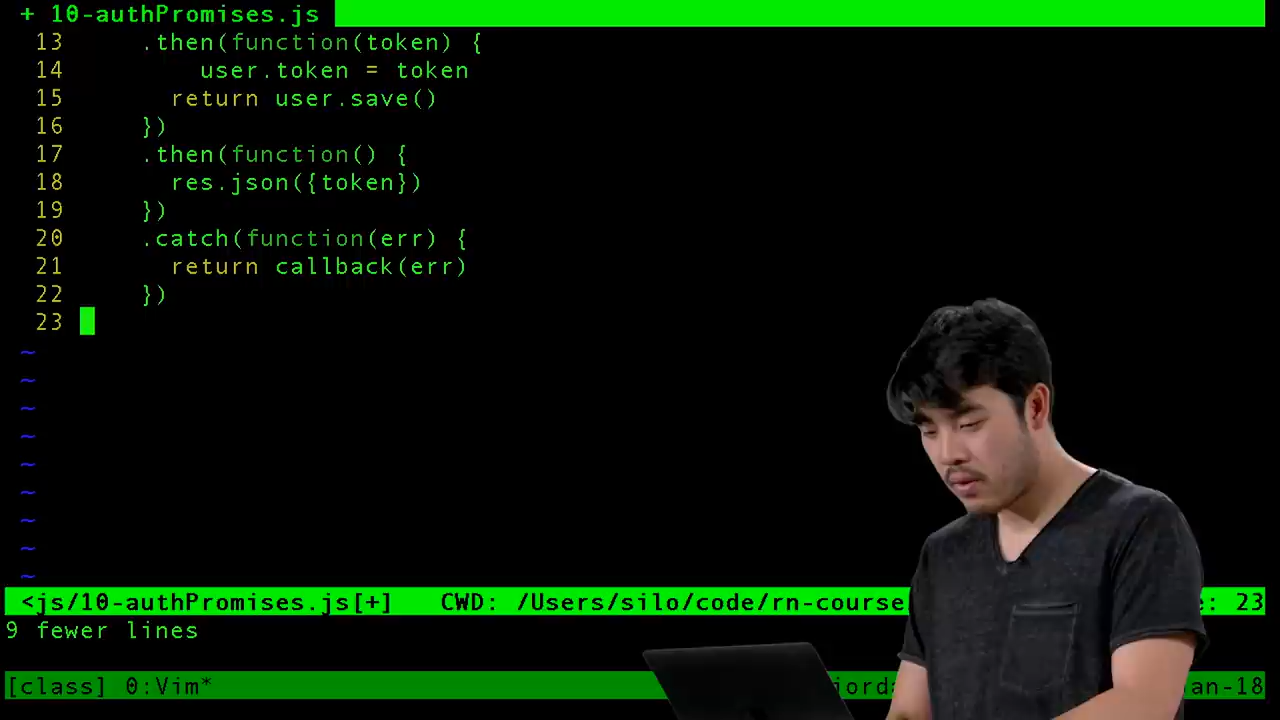 + 10-authPromises.js
13 .then(function(token) {
14 user.token = token
15 return user.save()
16 })
17 .then(function() {
18 res.json({token})
19 })
20 .catch(function(err) {
21 return callback(err)
22 })
23
~
~
~
~
~
~
~
~
~
<js/10-authPromises.js[+] CWD: /Users/silo/code/rn-course : 23
9 fewer lines
[class] 0:Vim* -18